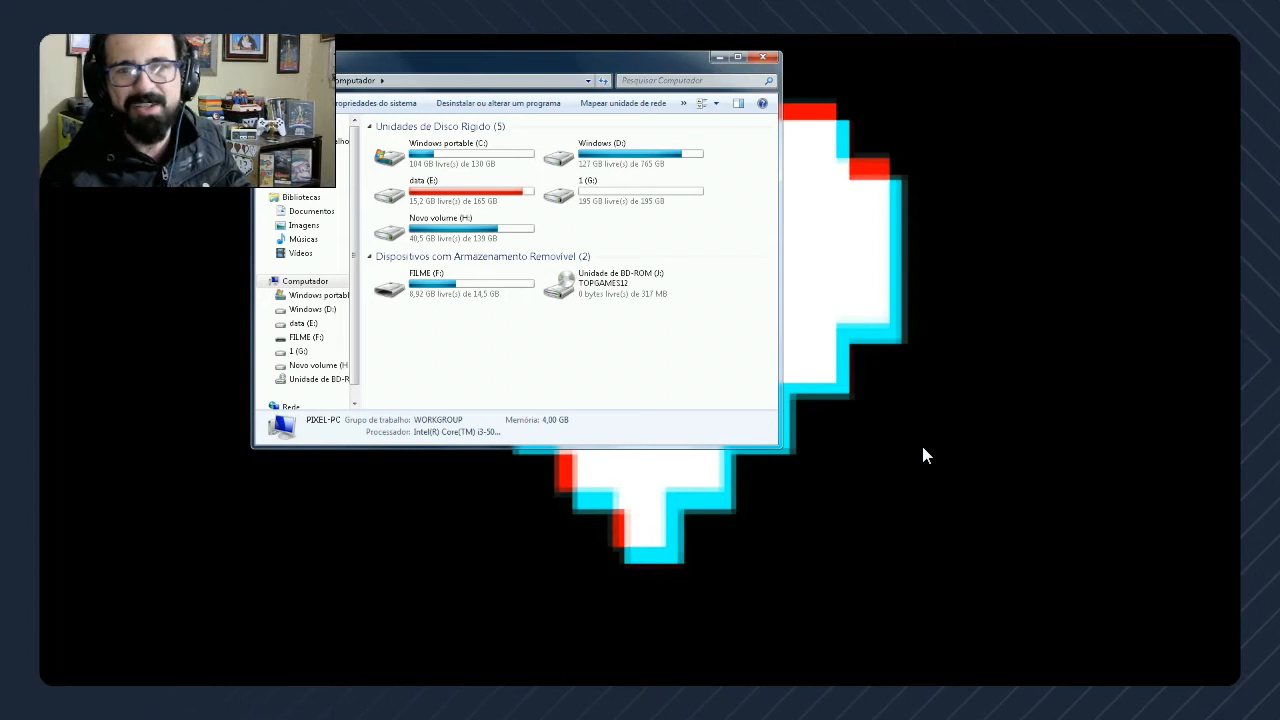 omputador
Pesquisar Computador
ropriedades do sistema Desinstalar ou alterar um programa Mapear unidade de rede »
Unidades de Disco Rígido (5)
Windows portable (C:)
104 GB livre(s) de 130 GB
Windows (D:)
127 GB livre(s) de 765 GB
data (E:)
15,2 GB livre(s) de 165 GB
1 (G:)
195 GB livre(s) de 195 GB
Novo volume (H:)
40,5 GB livre(s) de 139 GB
Dispositivos com Armazenamento Removível (2)
FILME (F:)
8,92 GB livre(s) de 14,5 GB
Unidade de BD-ROM (J:)
TOPGAMES12
0 bytes livre(s) de 317 MB
Bibliotecas
Documentos
Imagens
Músicas
Vídeos
Computador
Windows portabl
Windows (D:)
data (E:)
FILME (F:)
1 (G:)
Novo volume (H
Unidade de BD-R
Rede
PIXEL-PC Grupo de trabalho: WORKGROUP Memória: 4,00 GB
Processador: Intel(R) Core(TM) i3-50...